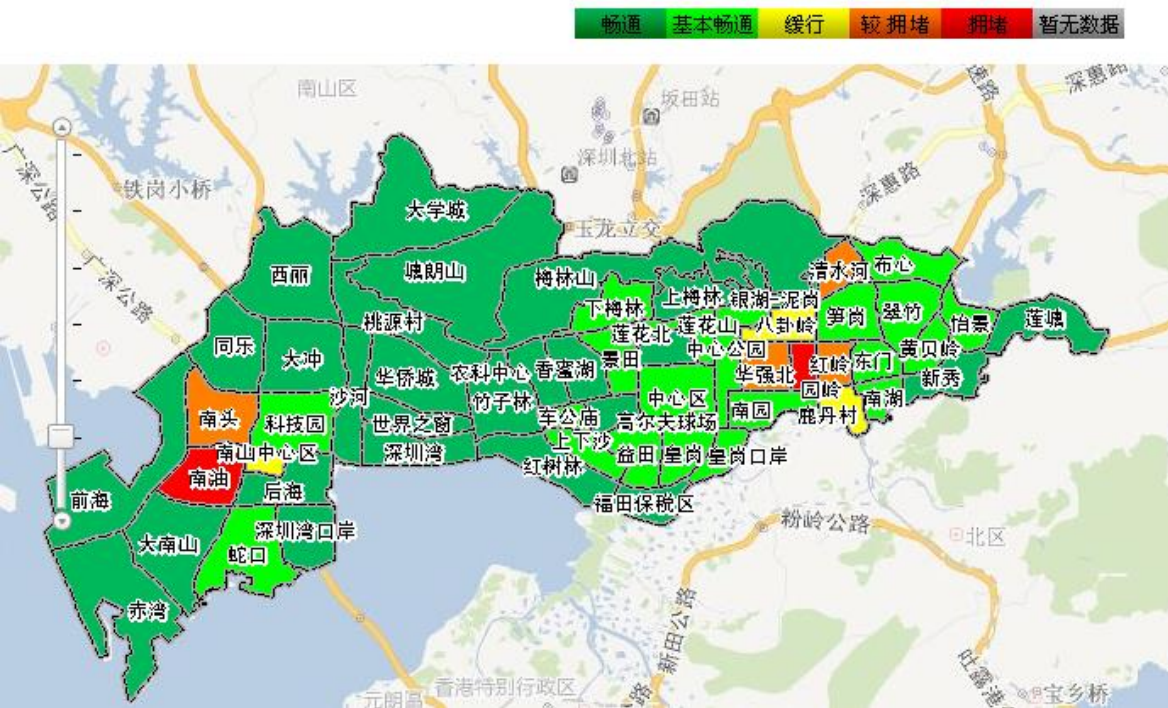 畅通 基本畅通 缓行 较拥堵 拥堵 暂无数据
深惠路
速路
南山区
坂田站
深圳北站
广深公路
铁岗小桥
深惠路
大学城
玉龙立交
西丽
塘朗山
梅林山
清水河
布心
广深公路
下梅林
上梅林
银湖
泥岗
桃源村
莲花北
莲花山
八卦岭
笋岗
翠竹
怡景
莲塘
同乐
大冲
景田
中心公园
黄贝岭
华侨城
农科中心
香蜜湖
华强北
红岭
东门
新秀
沙河
竹子林
中心区
园岭
南湖
南头
科技园
世界之窗
车公庙
高尔夫球场
南园
鹿丹村
南山中心区
深圳湾
上下沙
益田
皇岗
皇岗口岸
红树林
南油
后海
前海
福田保税区
粉岭公路
大南山
深圳湾口岸
北区
蛇口
赤湾
新田公路
香港特别行政区
元朗區
路
吐露港
宝乡桥